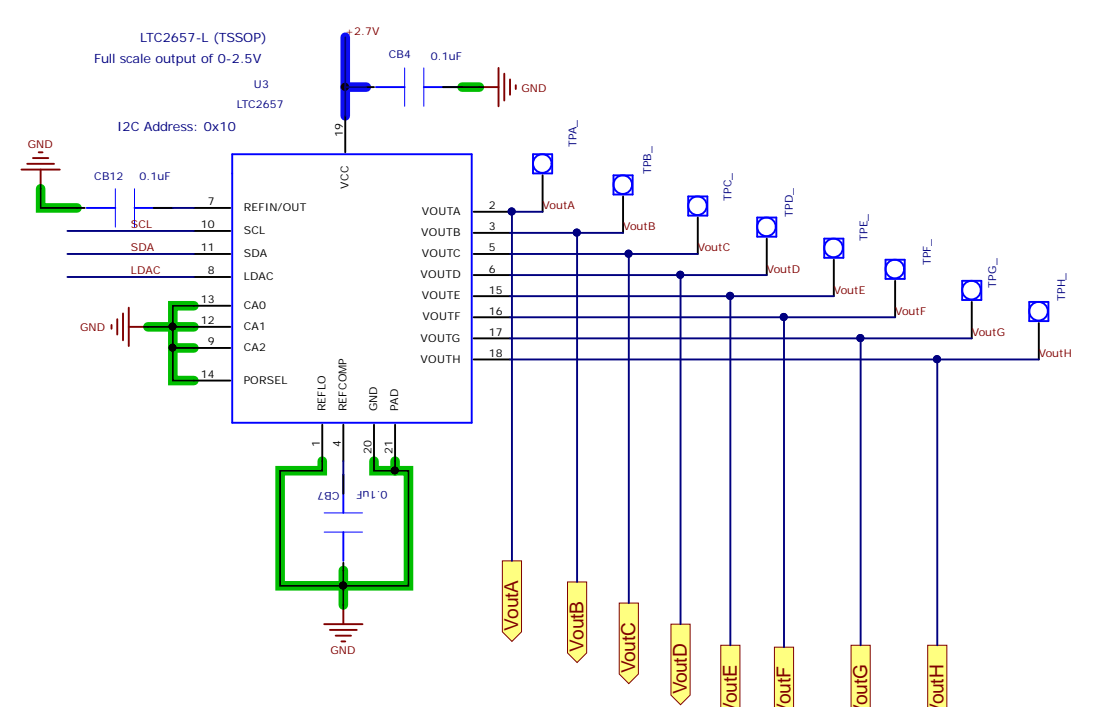 LTC2657-L (TSSOP)
Full scale output of 0-2.5V
U3
LTC2657
I2C Address: 0x10
+2.7V
CB4 0.1uF
GND
19
VCC
GND
CB12 0.1uF
7 REFIN/OUT
SCL 10 SCL
SDA 11 SDA
LDAC 8 LDAC
GND
13 CA0
12 CA1
9 CA2
14 PORSEL
VOUTA 2
VOUTB 3
VOUTC 5
VOUTD 6
VOUTE 15
VOUTF 16
VOUTG 17
VOUTH 18
TPA_
VoutA
TPB_
VoutB
TPC_
VoutC
TPD_
VoutD
TPE_
VoutE
TPF_
VoutF
TPG_
VoutG
TPH_
VoutH
REFLO
REFCOMP
GND
PAD
1
4
20
21
CB7 0.1uF
GND
VoutA
VoutB
VoutC
VoutD
VoutE
VoutF
VoutG
VoutH